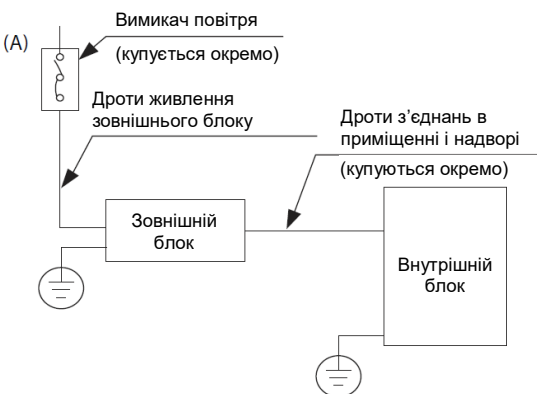 (A)
Вимикач повітря
(купується окремо)
Дроти живлення
зовнішнього блоку
Дроти з’єднань в
приміщенні і надворі
(купуються окремо)
Зовнішній
блок
Внутрішній
блок